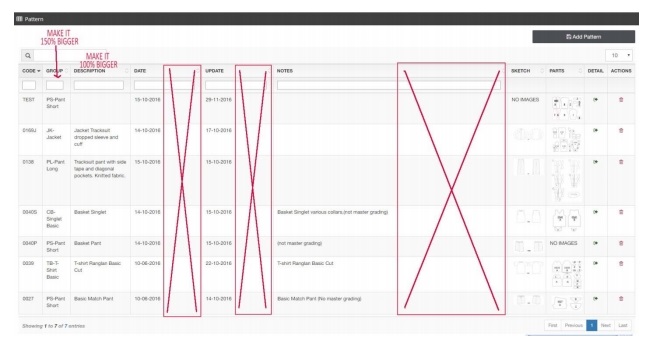 Pattern
MAKE IT
150% BIGGER
Add Pattern
MAKE IT
100% BIGGER
10
CODE GROUP DESCRIPTION DATE UPDATE NOTES SKETCH PARTS DETAIL ACTIONS
TEST PS-Pant Short 15-10-2016 29-11-2016 NO IMAGES
0165J JK-Jacket Jacket Tracksuit dropped sleeve and cuff 14-10-2016 17-10-2016
0138 PL-Pant Long Tracksuit pant with side tape and diagonal pockets. Knitted fabric. 15-10-2016 15-10-2016
0040S CB-Singlet Basic Basket Singlet 14-10-2016 15-10-2016 Basket Singlet various collars.(not master grading)
0040P PS-Pant Short Basket Pant 14-10-2016 15-10-2016 (not master grading) NO IMAGES
0039 TB-T-Shirt Basic T-shirt Ranglan Basic Cut 10-06-2016 22-10-2016 T-shirt Ranglan Basic Cut
0027 PS-Pant Short Basic Match Pant 10-06-2016 14-10-2016 Basic Match Pant (No master grading)
Showing 1 to 7 of 7 entries First Previous 1 Next Last